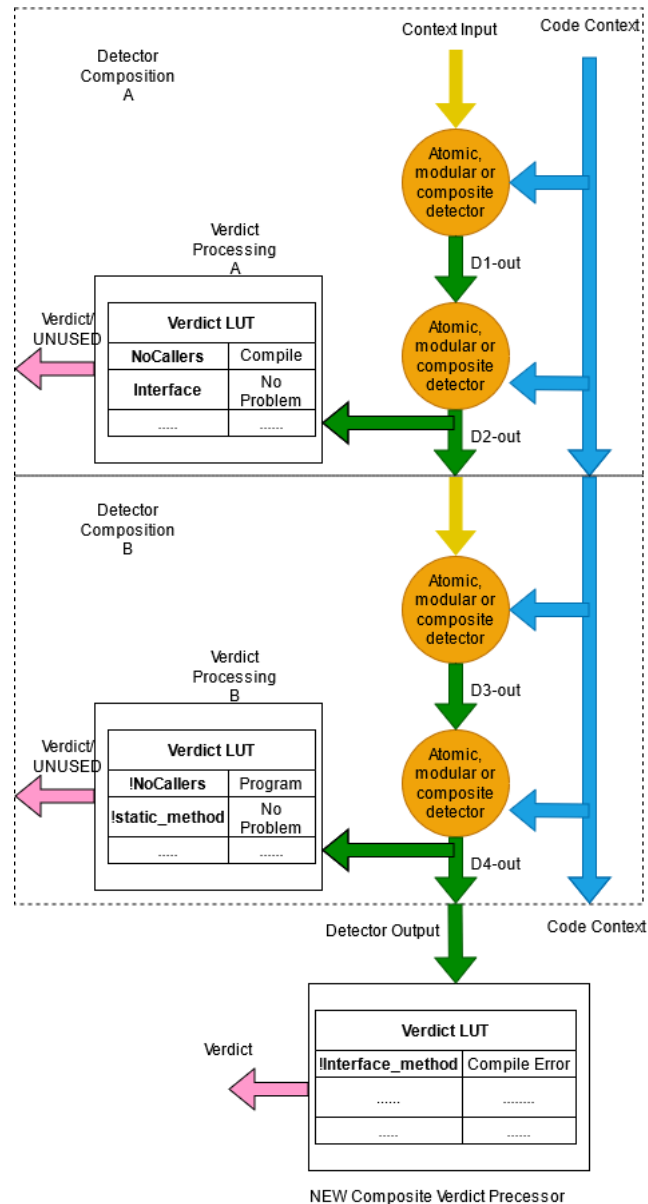 Context Input
Code Context
Detector
Composition
A
Atomic,
modular or
composite
detector
Verdict
Processing
A
D1-out
Verdict/
UNUSED
Verdict LUT
NoCallers Compile
Interface No
Problem
..... ......
Atomic,
modular or
composite
detector
D2-out
Detector
Composition
B
Atomic,
modular or
composite
detector
Verdict
Processing
B
D3-out
Verdict/
UNUSED
Verdict LUT
!NoCallers Program
!static_method No
Problem
..... ......
Atomic,
modular or
composite
detector
D4-out
Detector Output
Code Context
Verdict
Verdict LUT
!Interface_method Compile Error
...... ........
..... ......
NEW Composite Verdict Precessor